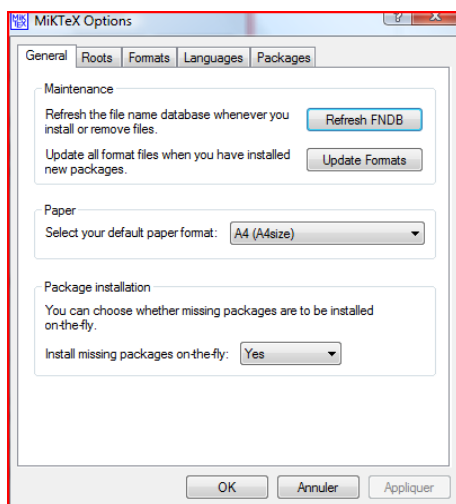 MiKTeX Options
General Roots Formats Languages Packages
Maintenance
Refresh the file name database whenever you
install or remove files.
Refresh FNDB
Update all format files when you have installed
new packages.
Update Formats
Paper
Select your default paper format: A4 (A4size)
Package installation
You can choose whether missing packages are to be installed
on-the-fly.
Install missing packages on-the-fly: Yes
OK Annuler Appliquer